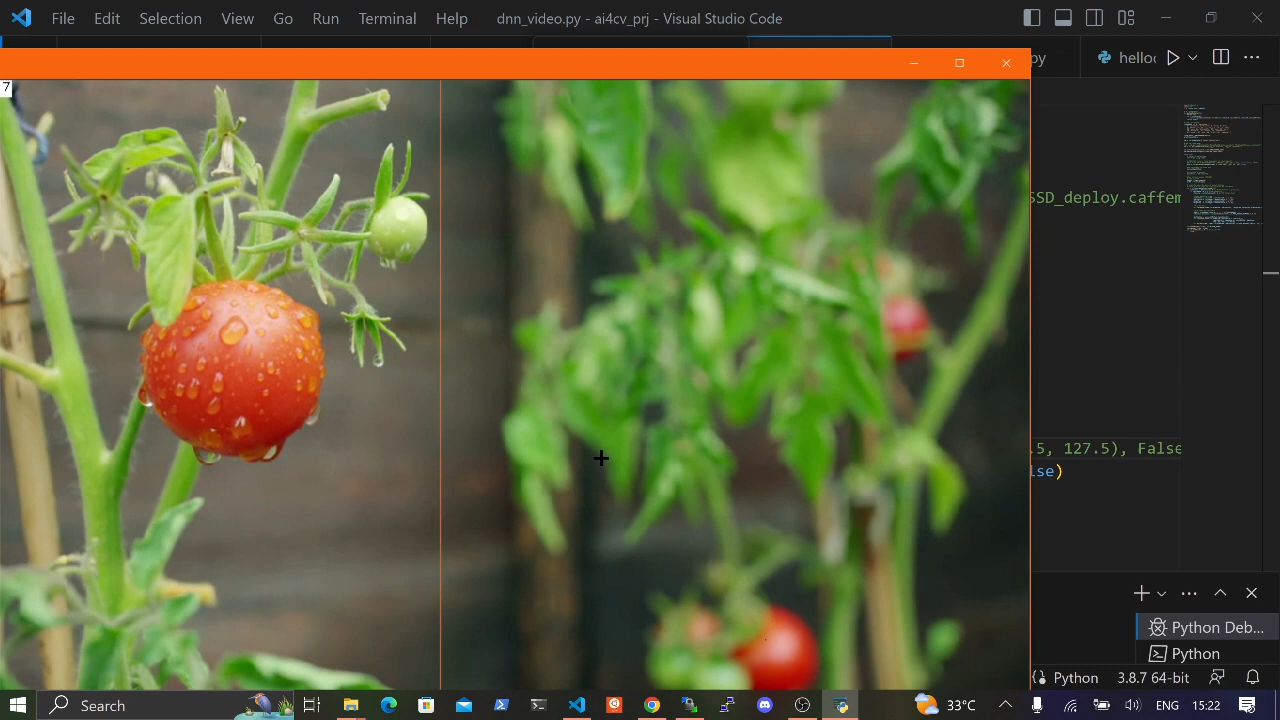 File Edit Selection View Go Run Terminal Help dnn_video.py - ai4cv_prj - Visual Studio Code
py helloc
7
SSD_deploy.caffem
.5, 127.5), False
lse)
Python Deb...
Python
Python 3.8.7 64-bit
Search 33°C ENG 15:22